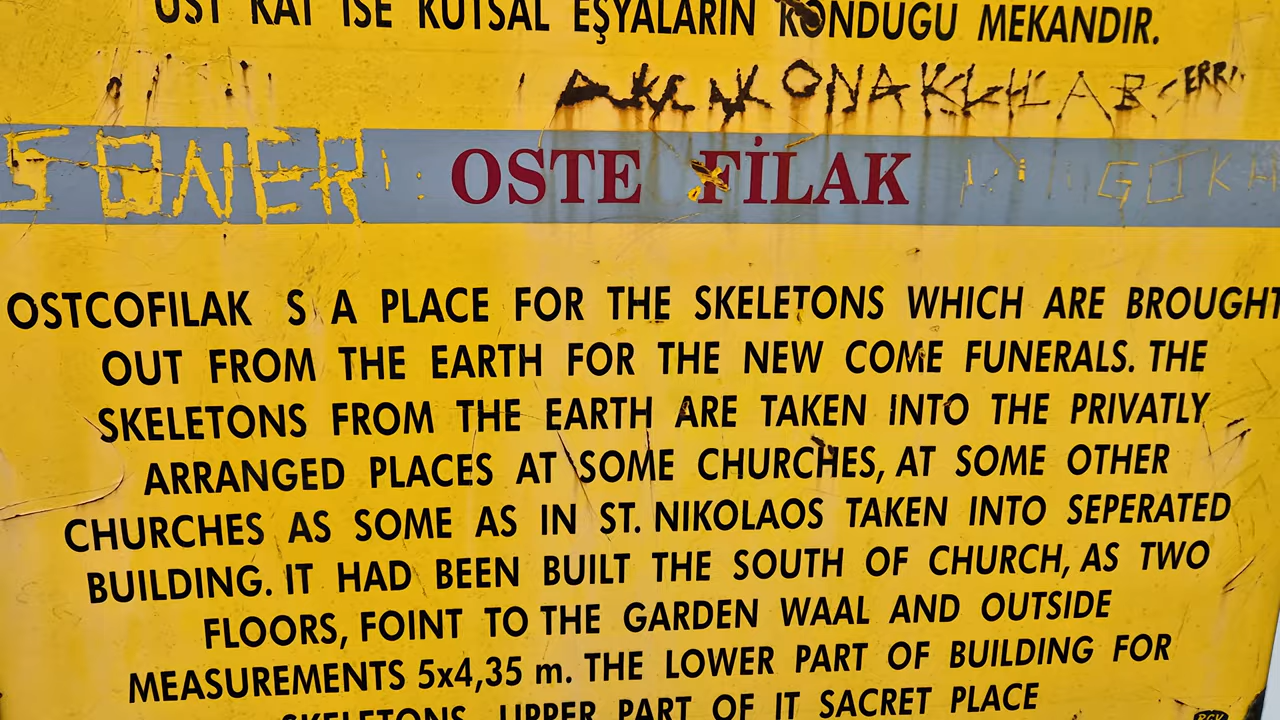 ÜST KAT İSE KUTSAL EŞYALARIN KONDUĞU MEKANDIR.
SONER
OSTE FİLAK
GÖKH
OSTCOFILAK S A PLACE FOR THE SKELETONS WHICH ARE BROUGHT
OUT FROM THE EARTH FOR THE NEW COME FUNERALS. THE
SKELETONS FROM THE EARTH ARE TAKEN INTO THE PRIVATLY
ARRANGED PLACES AT SOME CHURCHES, AT SOME OTHER
CHURCHES AS SOME AS IN ST. NIKOLAOS TAKEN INTO SEPERATED
BUILDING. IT HAD BEEN BUILT THE SOUTH OF CHURCH, AS TWO
FLOORS, FOINT TO THE GARDEN WAAL AND OUTSIDE
MEASUREMENTS 5x4,35 m. THE LOWER PART OF BUILDING FOR
SKELETONS, UPPER PART OF IT SACRET PLACE